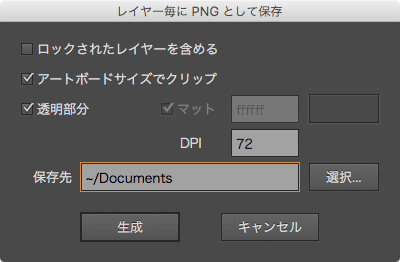 レイヤー毎に PNG として保存
ロックされたレイヤーを含める
アートボードサイズでクリップ
透明部分 マット ffffff
DPI 72
保存先 ~/Documents 選択...
生成 キャンセル